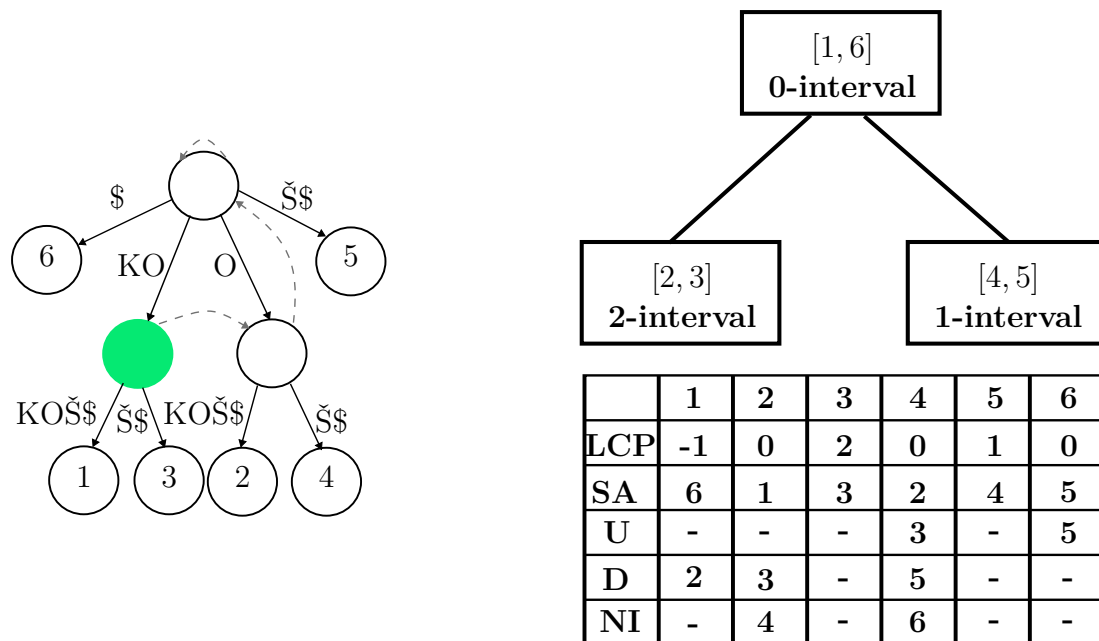 $
Š$
6
KO
O
5
KOŠ$
Š$
KOŠ$
Š$
1
3
2
4
[1, 6]
0-interval
[2, 3]
2-interval
[4, 5]
1-interval
1 2 3 4 5 6
LCP -1 0 2 0 1 0
SA 6 1 3 2 4 5
U - - - 3 - 5
D 2 3 - 5 - -
NI - 4 - 6 - -